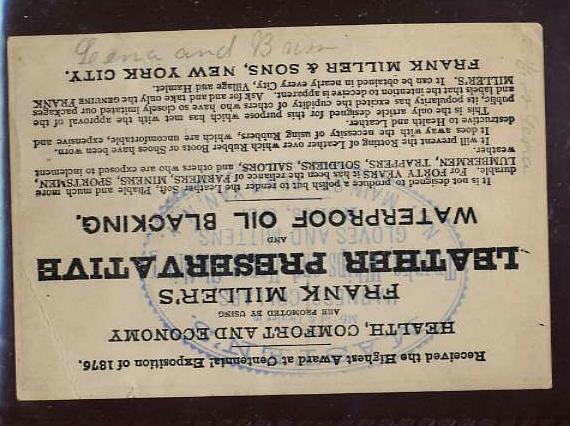 Received the Highest Award at Centennial Exposition of 1876.
HEALTH, COMFORT AND ECONOMY
ARE PROMOTED BY USING
FRANK MILLER'S
LEATHER PRESERVATIVE
AND
WATERPROOF OIL BLACKING.
It is not designed to produce a polish but to render the Leather Soft, Pliable and much more
durable. For FORTY YEARS it has been the reliance of FARMERS, MINERS, SPORTSMEN,
LUMBERMEN, TRAPPERS, SOLDIERS, SAILORS, and others who are exposed to inclement
weather.
It will prevent the Rotting of Leather over which Rubber Boots or Shoes have been worn.
It does away with the necessity of using Rubbers, which are uncomfortable, expensive and
destructive to Health and Leather.
This is the only article designed for this purpose which has met with the approval of the
public, its popularity has excited the cupidity of others who have so closely imitated our packages
and labels that the intention to deceive is apparent. Ask for and take only the GENUINE FRANK
MILLER'S. It can be obtained in nearly every City, Village and Hamlet.
FRANK MILLER & SONS, NEW YORK CITY.
GLOVES AND MITTENS
Leena and